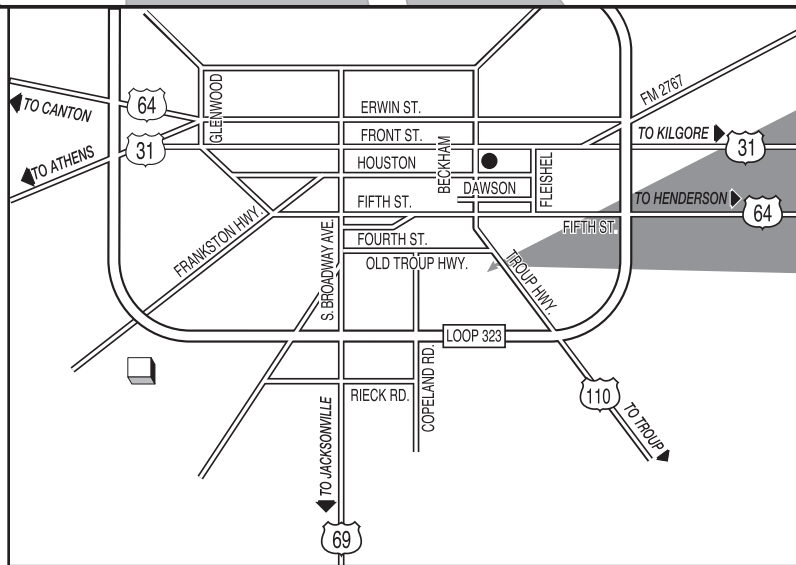 ERWIN ST.
GLENWOOD
64
TO CANTON
FM 2767
FRONT ST.
TO KILGORE
31
31
TO ATHENS
HOUSTON
BECKHAM
DAWSON
FLEISHEL
TO HENDERSON
64
FIFTH ST.
FIFTH ST.
FRANKSTON HWY.
S. BROADWAY AVE.
FOURTH ST.
OLD TROUP HWY.
TROUP HWY.
LOOP 323
COPELAND RD.
RIECK RD.
110
TO TROUP
TO JACKSONVILLE
69